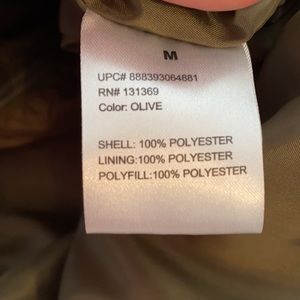 M
UPC# 888393064881
RN# 131369
Color: OLIVE
SHELL: 100% POLYESTER
LINING:100% POLYESTER
POLYFILL:100% POLYESTER